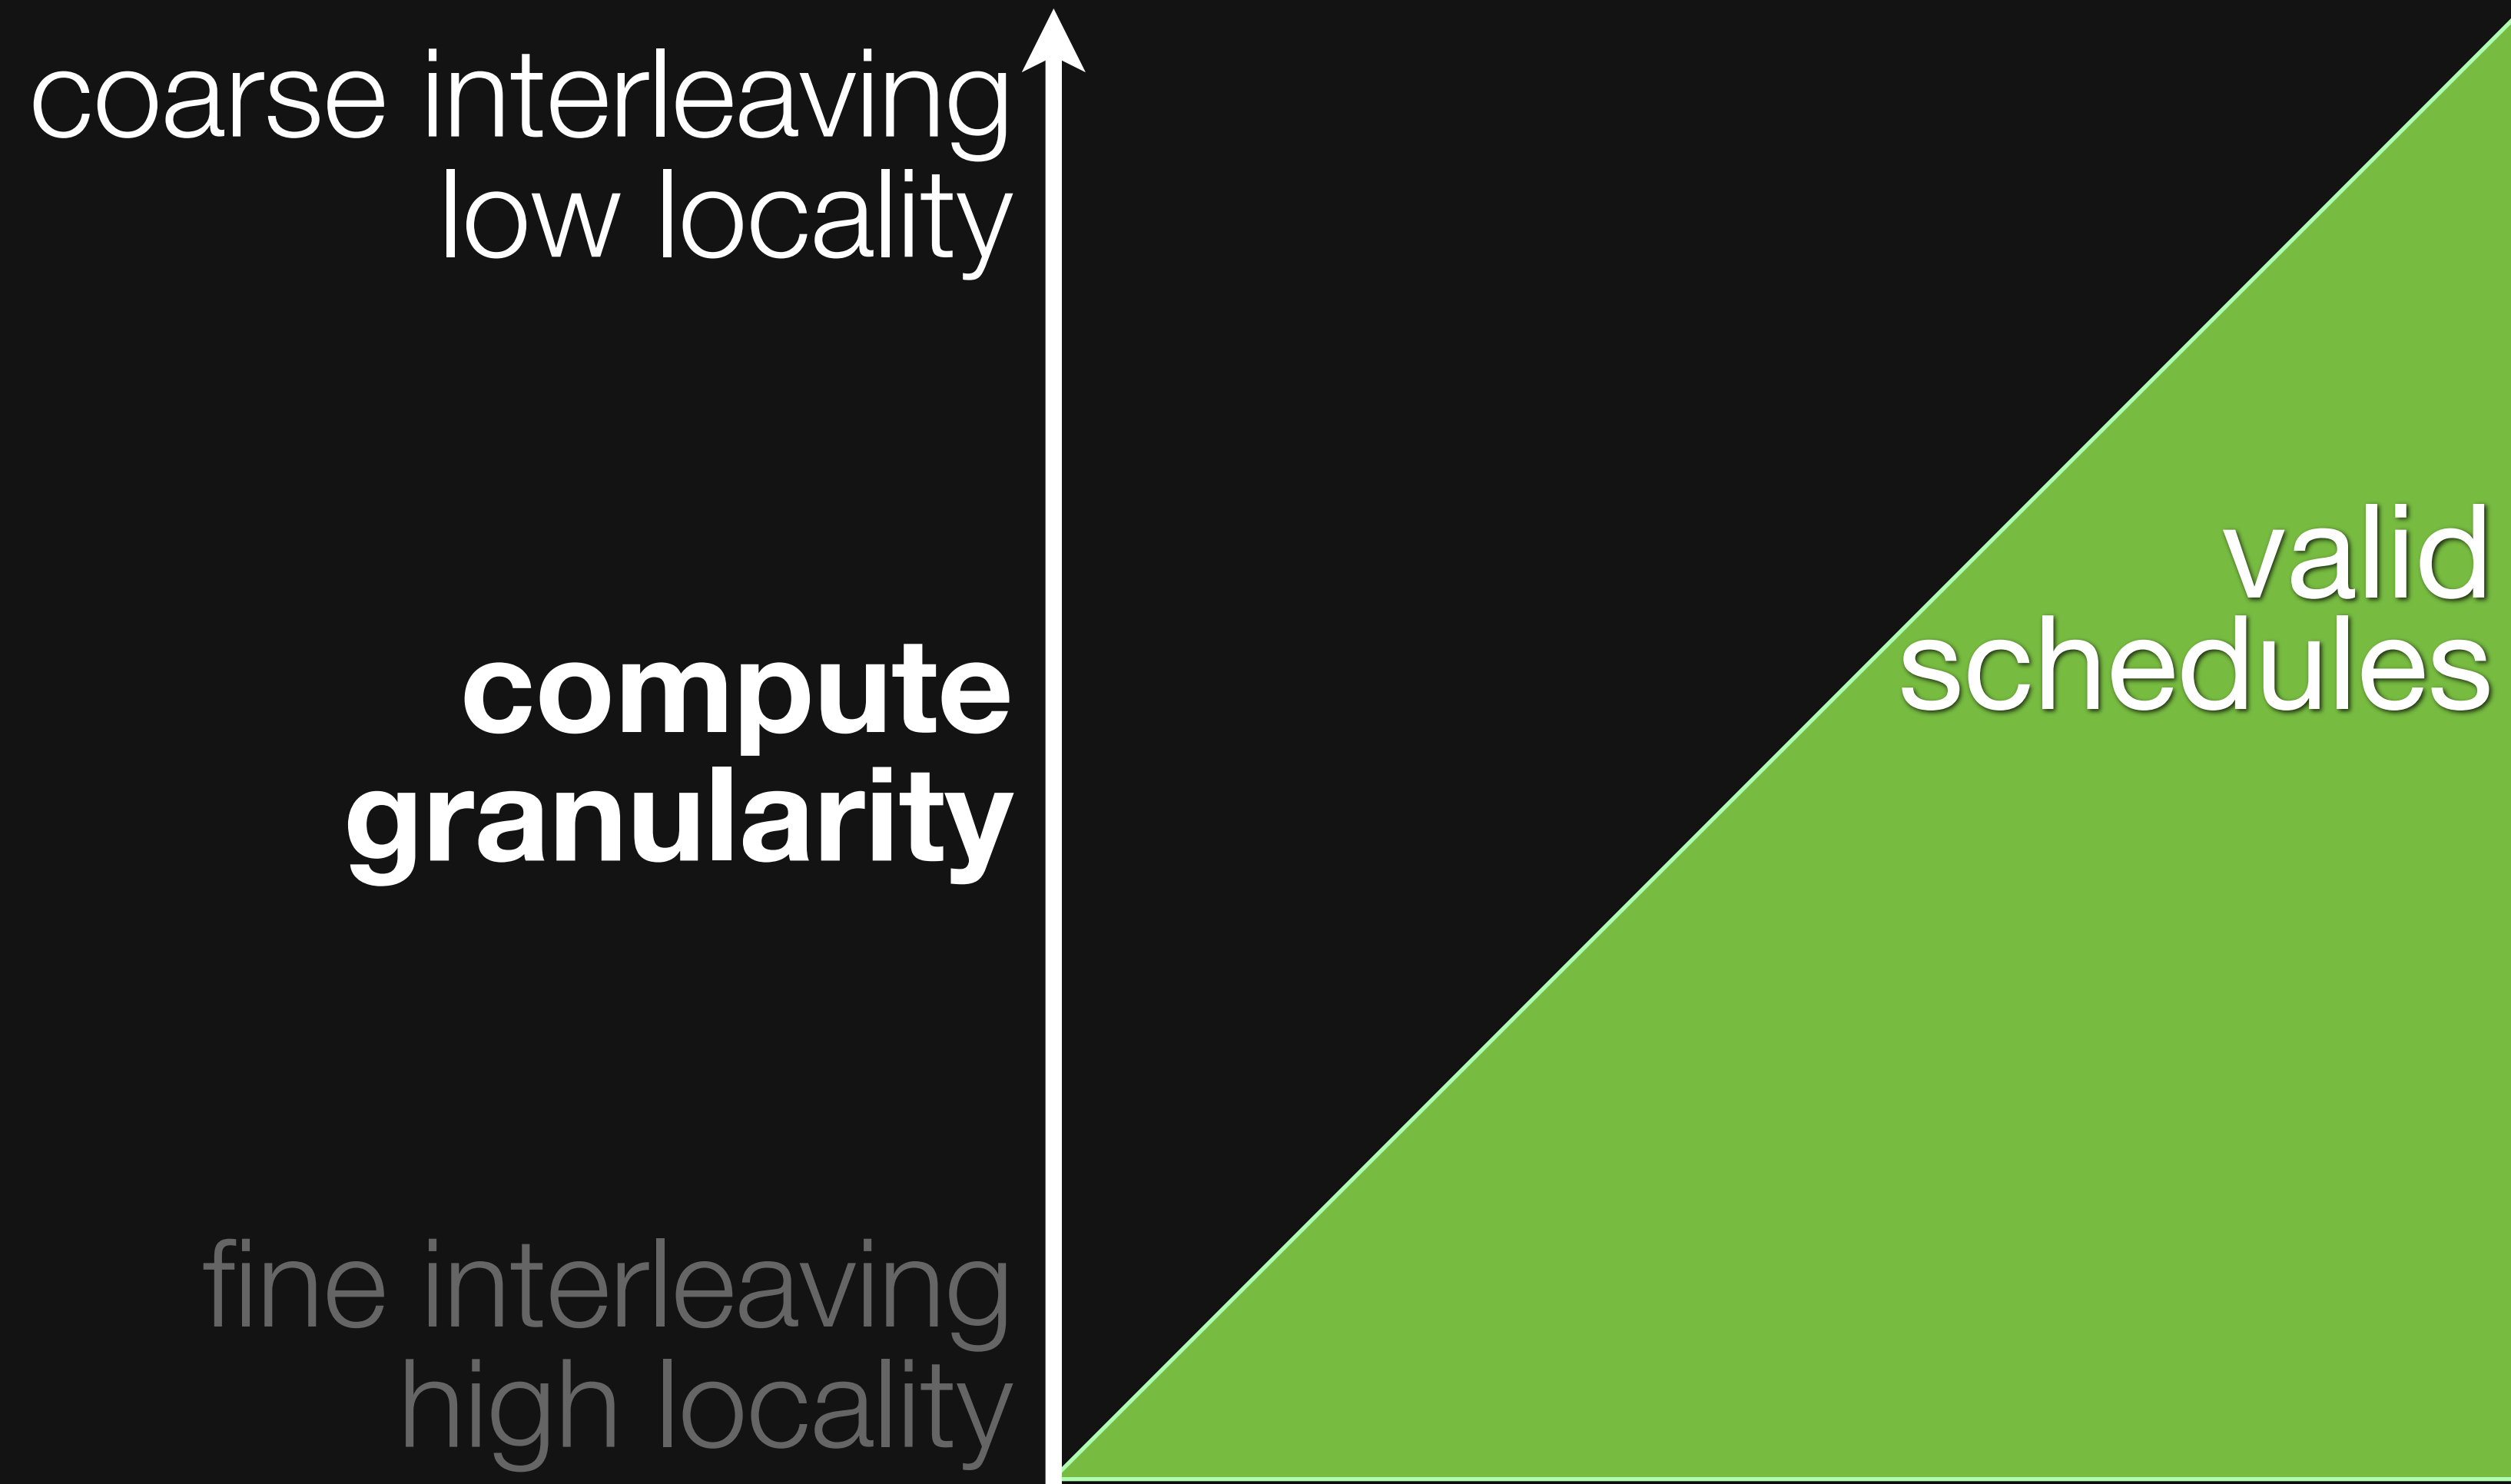 coarse interleaving
low locality
compute
granularity
fine interleaving
high locality
valid
schedules